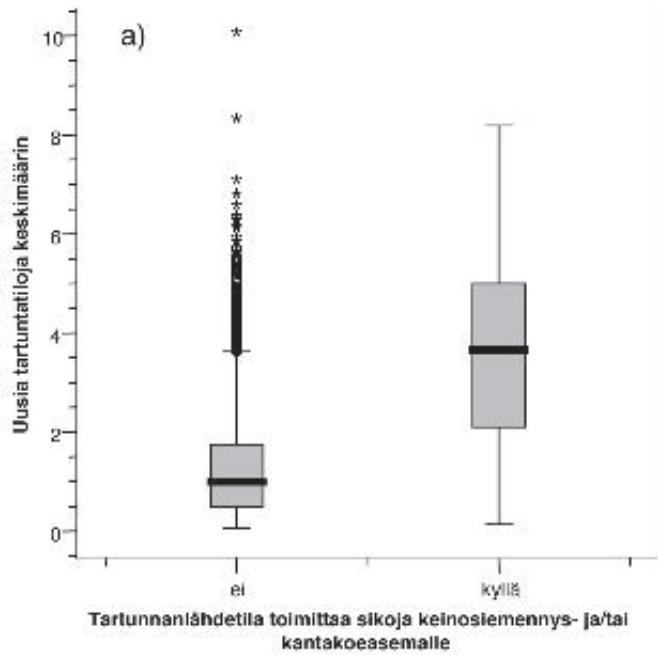 a)
10
8
6
4
2
0
Uusia tartuntatiloja keskimäärin
ei
kyllä
Tartunnanlähdetila toimittaa sikoja keinosiemennys- ja/tai
kantakoeasemalle